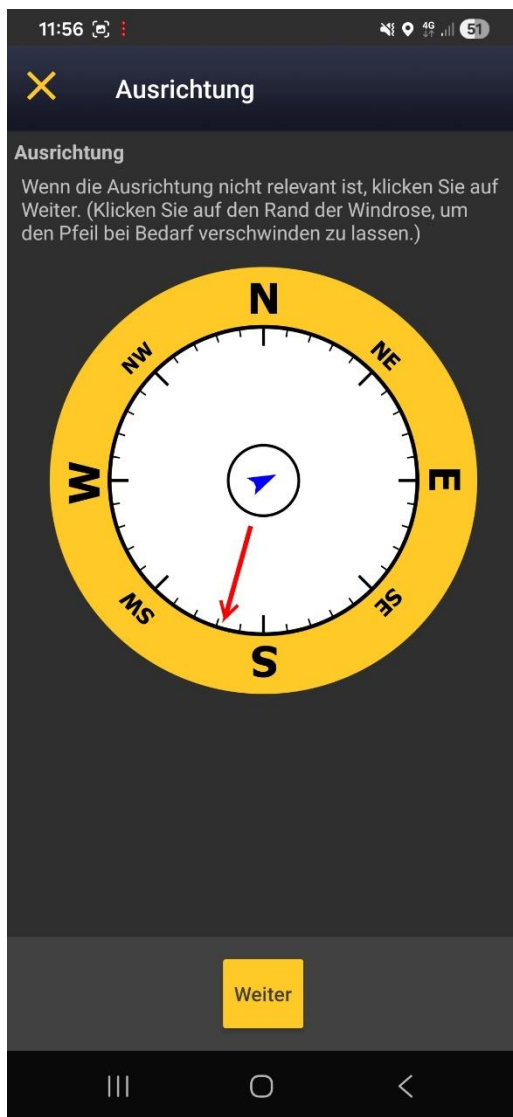 11:56 4G 51
Ausrichtung
Ausrichtung
Wenn die Ausrichtung nicht relevant ist, klicken Sie auf
Weiter. (Klicken Sie auf den Rand der Windrose, um
den Pfeil bei Bedarf verschwinden zu lassen.)
N
NW NE
W E
SW SE
S
Weiter